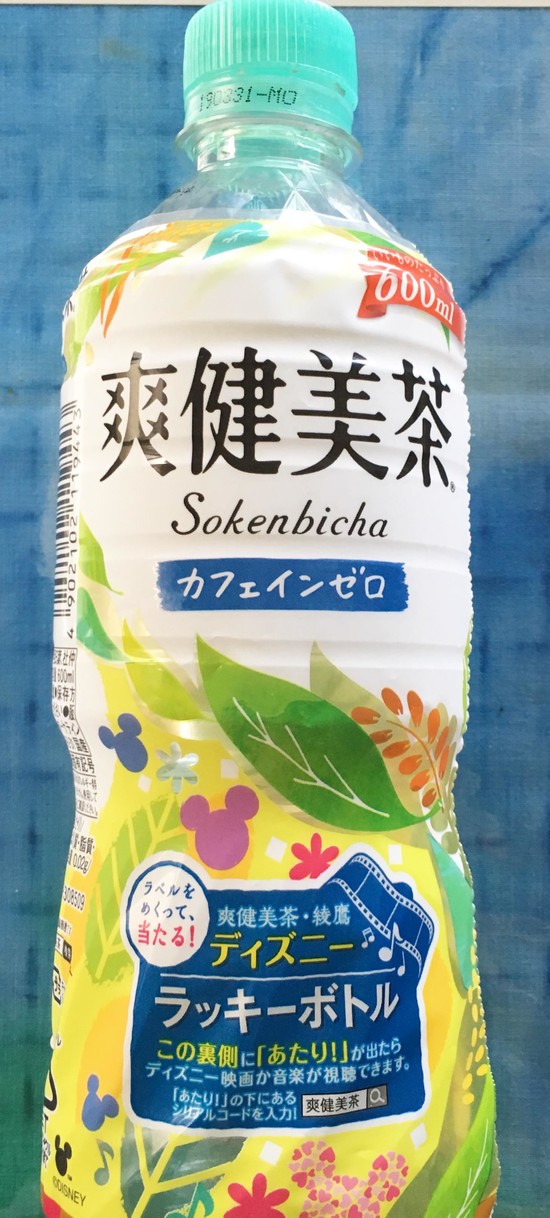 190831-MO
600ml
爽健美茶
Sokenbicha
カフェインゼロ
4 902102 119443
ラベルを
めくって、
当たる!
爽健美茶・綾鷹
ディズニー
ラッキーボトル
この裏側に「あたり!」が出たら
ディズニー映画か音楽が視聴できます。
「あたり!」の下にある
シリアルコードを入力!
爽健美茶
©DISNEY